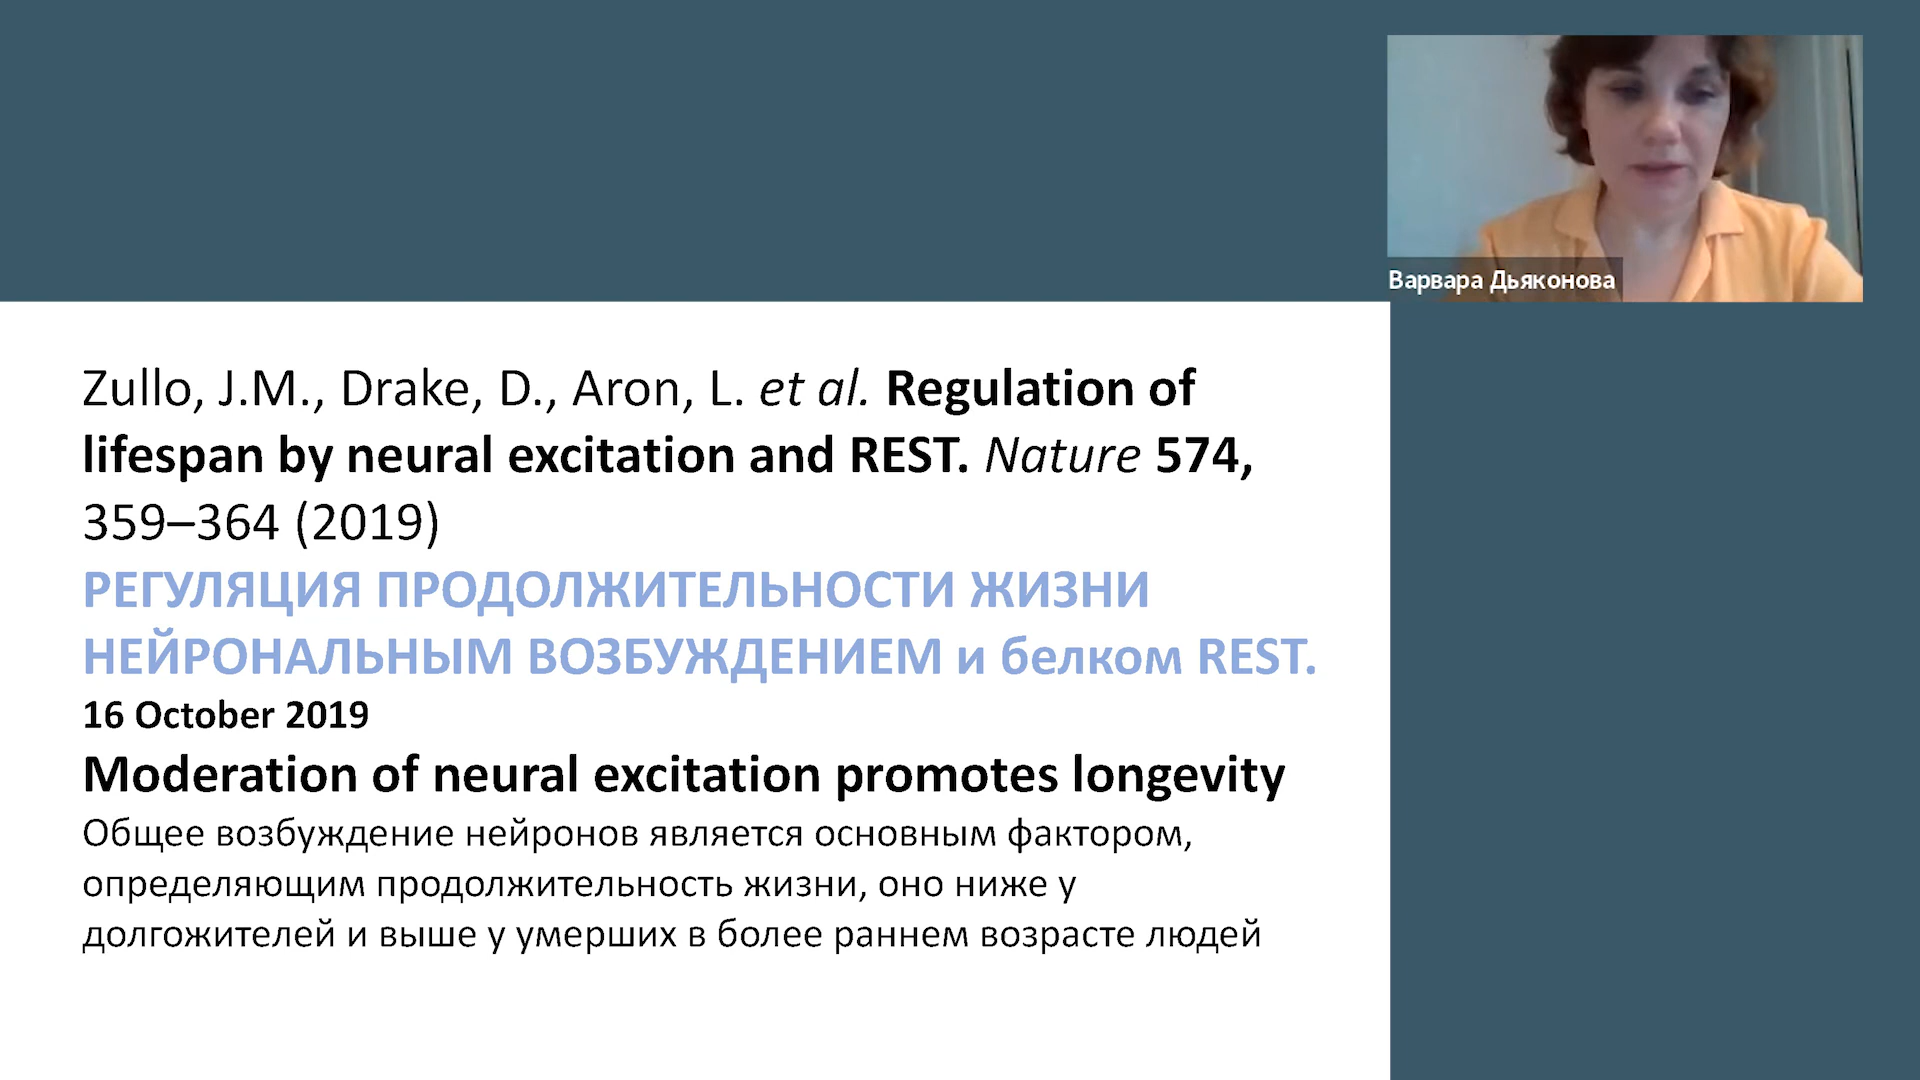 Варвара Дьяконова
Zullo, J.M., Drake, D., Aron, L. et al. Regulation of
lifespan by neural excitation and REST. Nature 574,
359–364 (2019)
РЕГУЛЯЦИЯ ПРОДОЛЖИТЕЛЬНОСТИ ЖИЗНИ
НЕЙРОНАЛЬНЫМ ВОЗБУЖДЕНИЕМ и белком REST.
16 October 2019
Moderation of neural excitation promotes longevity
Общее возбуждение нейронов является основным фактором,
определяющим продолжительность жизни, оно ниже у
долгожителей и выше у умерших в более раннем возрасте людей